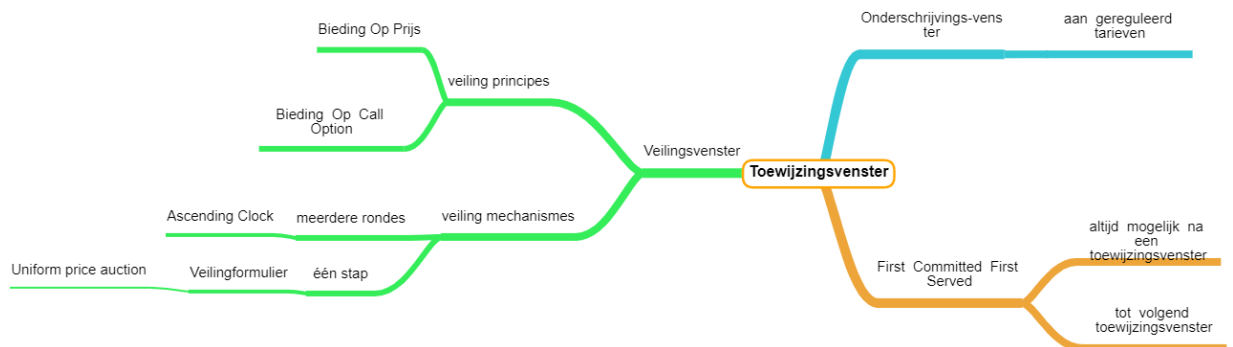 Bieding Op Prijs
veiling principes
Bieding Op Call
Option
Veilingsvenster
Ascending Clock
meerdere rondes
veiling mechanismes
Uniform price auction
Veilingformulier
één stap
Toewijzingsvenster
Onderschrijvings-vens
ter
aan gereguleerd
tarieven
First Committed First
Served
altijd mogelijk na
een
toewijzingsvenster
tot volgend
toewijzingsvenster